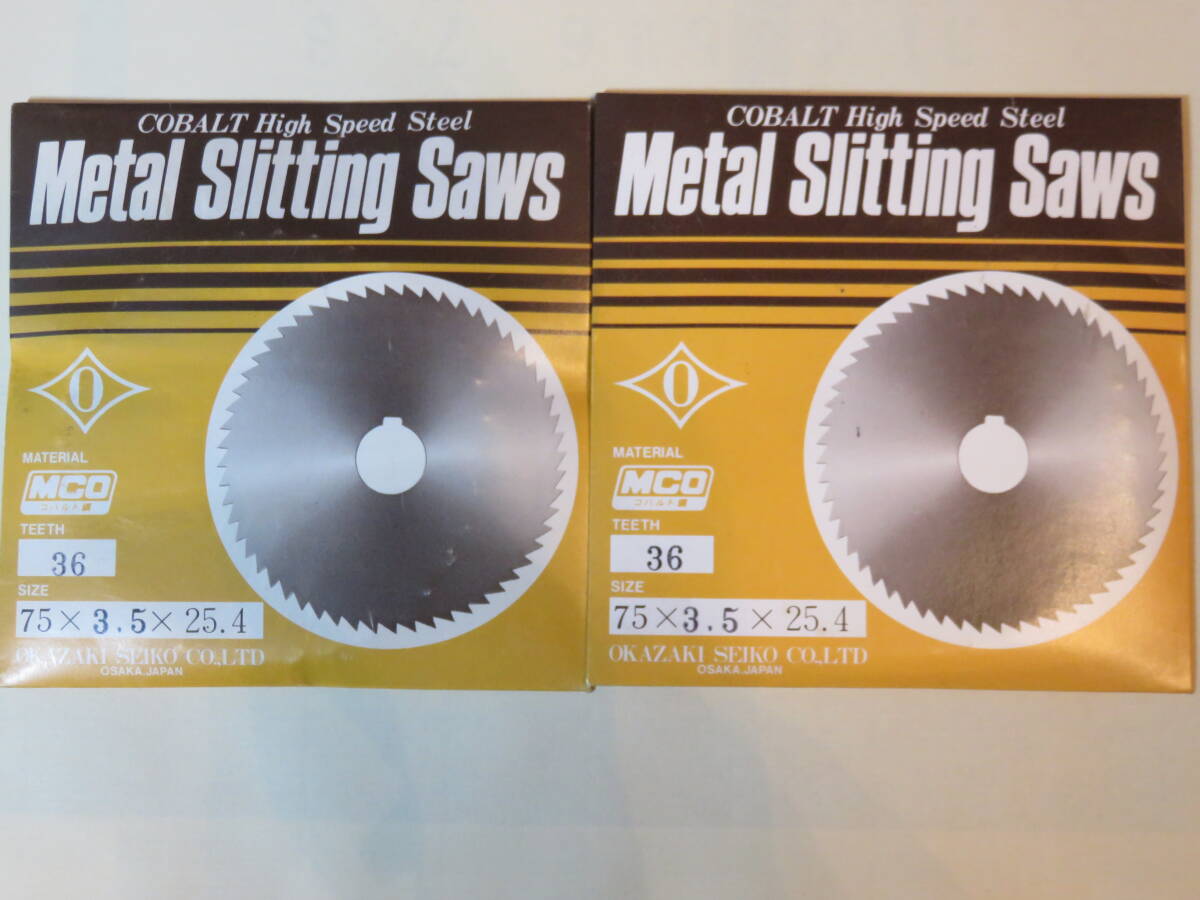 COBALT High Speed Steel
Metal Slitting Saws
O
MATERIAL
MCO
コバルト鋼
TEETH
36
SIZE
75 × 3.5 × 25.4
OKAZAKI SEIKO CO.,LTD
OSAKA.JAPAN
COBALT High Speed Steel
Metal Slitting Saws
O
MATERIAL
MCO
コバルト鋼
TEETH
36
SIZE
75 × 3.5 × 25.4
OKAZAKI SEIKO CO.,LTD
OSAKA.JAPAN